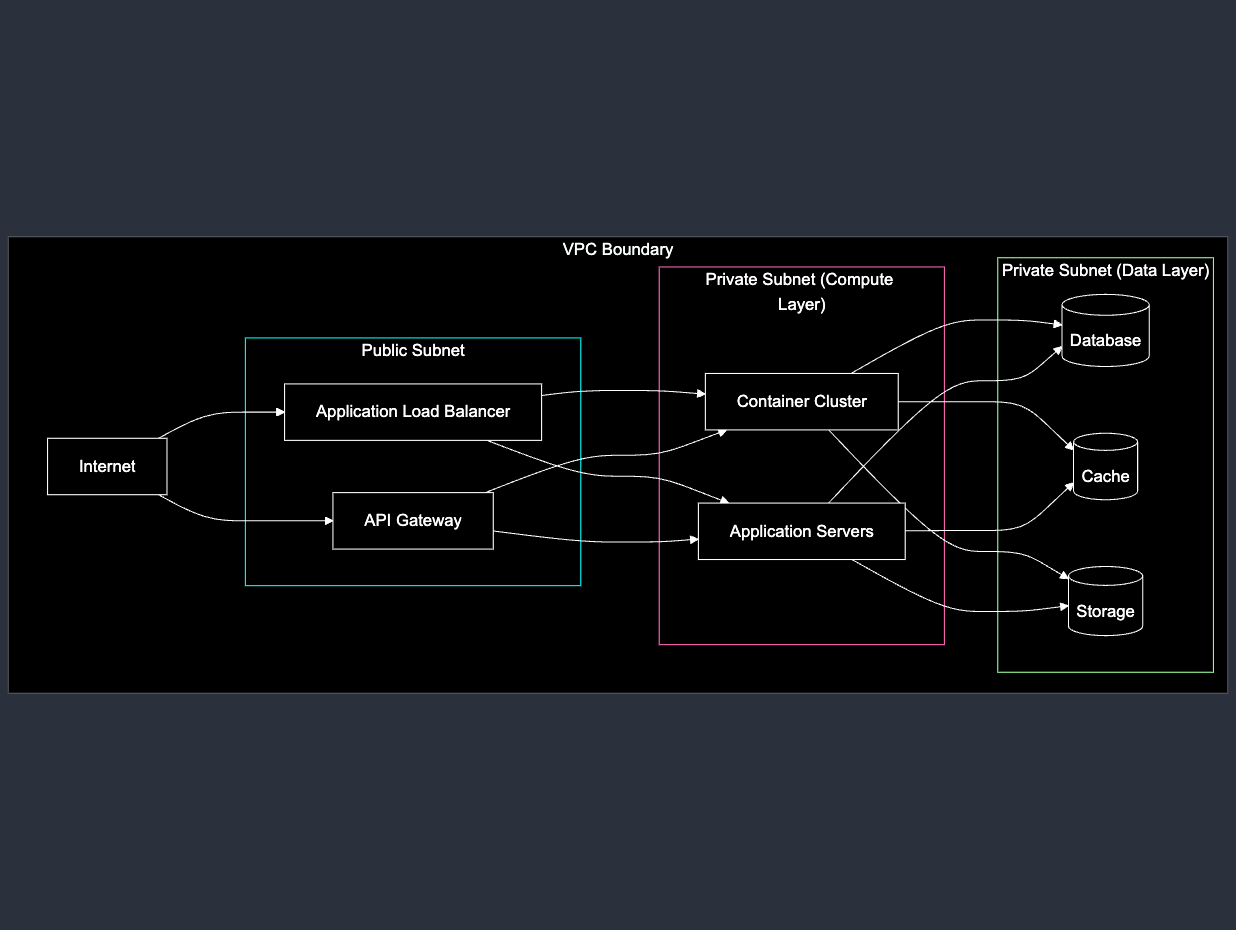 VPC Boundary
Internet
Public Subnet
Application Load Balancer
API Gateway
Private Subnet (Compute
Layer)
Container Cluster
Application Servers
Private Subnet (Data Layer)
Database
Cache
Storage